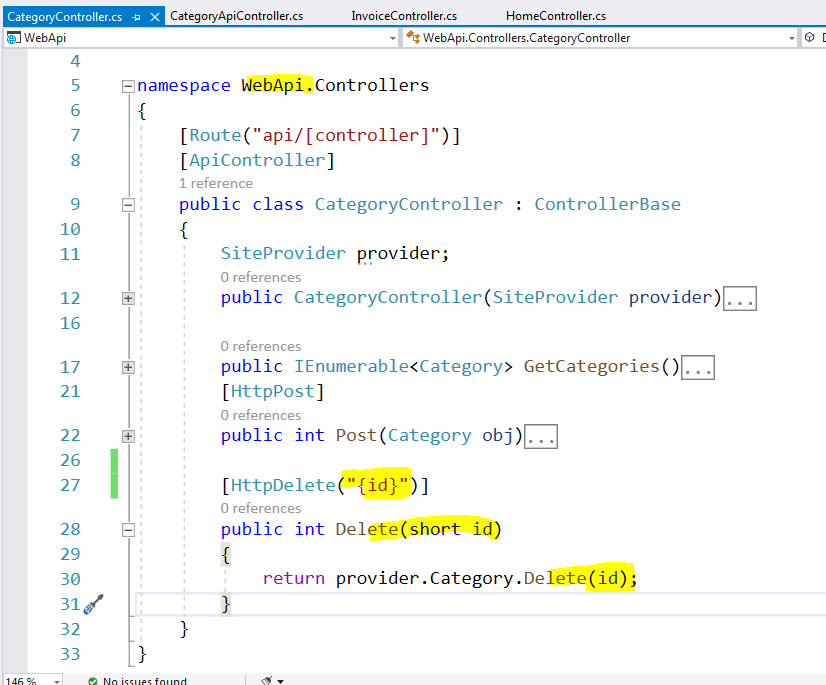 CategoryController.cs CategoryApiController.cs InvoiceController.cs HomeController.cs
WebApi WebApi.Controllers.CategoryController
4
5 namespace WebApi.Controllers
6 {
7 [Route("api/[controller]")]
8 [ApiController]
1 reference
9 public class CategoryController : ControllerBase
10 {
11 SiteProvider provider;
0 references
12 public CategoryController(SiteProvider provider)...
16
0 references
17 public IEnumerable<Category> GetCategories()...
21 [HttpPost]
0 references
22 public int Post(Category obj)...
26
27 [HttpDelete("{id}")]
0 references
28 public int Delete(short id)
29 {
30 return provider.Category.Delete(id);
31 }
32 }
33 }
146 % No issues found